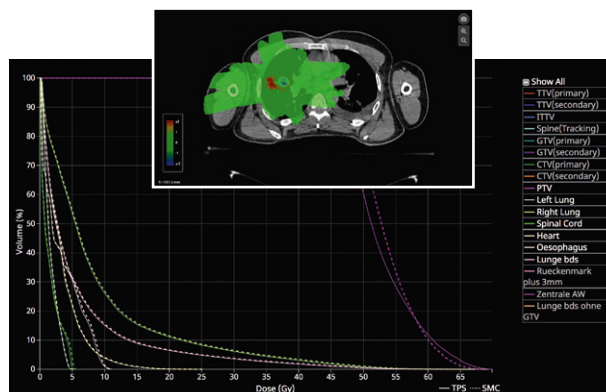 Show All
TTV(primary)
TTV(secondary)
ITTV
Spine(Tracking)
GTV(primary)
GTV(secondary)
CTV(primary)
CTV(secondary)
PTV
Left Lung
Right Lung
Spinal Cord
Heart
Oesophagus
Lunge bds
Rueckenmark
plus 3mm
Zentrale AW
Lunge bds ohne
GTV
Volume (%)
100
90
80
70
60
50
40
30
20
10
0
0 5 10 15 20 25 30 35 40 45 50 55 60 65
Dose (Gy)
TPS
SMC